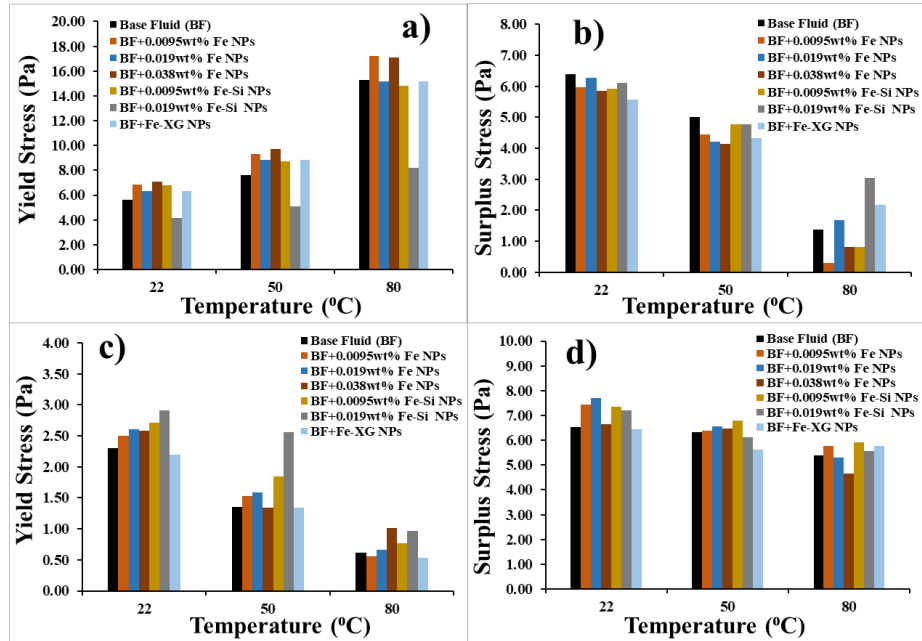 a)
Yield Stress (Pa)
20.00
18.00
16.00
14.00
12.00
10.00
8.00
6.00
4.00
2.00
0.00
Base Fluid (BF)
BF+0.0095wt% Fe NPs
BF+0.019wt% Fe NPs
BF+0.038wt% Fe NPs
BF+0.0095wt% Fe-Si NPs
BF+0.019wt% Fe-Si NPs
BF+Fe-XG NPs
22 50 80
Temperature (⁰C)
b)
Surplus Stress (Pa)
8.00
7.00
6.00
5.00
4.00
3.00
2.00
1.00
0.00
Base Fluid (BF)
BF+0.0095wt% Fe NPs
BF+0.019wt% Fe NPs
BF+0.038wt% Fe NPs
BF+0.0095wt% Fe-Si NPs
BF+0.019wt% Fe-Si NPs
BF+Fe-XG NPs
22 50 80
Temperature (⁰C)
c)
Yield Stress (Pa)
4.00
3.50
3.00
2.50
2.00
1.50
1.00
0.50
0.00
Base Fluid (BF)
BF+0.0095wt% Fe NPs
BF+0.019wt% Fe NPs
BF+0.038wt% Fe NPs
BF+0.0095wt% Fe-Si NPs
BF+0.019wt% Fe-Si NPs
BF+Fe-XG NPs
22 50 80
Temperature (⁰C)
d)
Surplus Stress (Pa)
10.00
9.00
8.00
7.00
6.00
5.00
4.00
3.00
2.00
1.00
0.00
Base Fluid (BF)
BF+0.0095wt% Fe NPs
BF+0.019wt% Fe NPs
BF+0.038wt% Fe NPs
BF+0.0095wt% Fe-Si NPs
BF+0.019wt% Fe-Si NPs
BF+Fe-XG NPs
22 50 80
Temperature (⁰C)